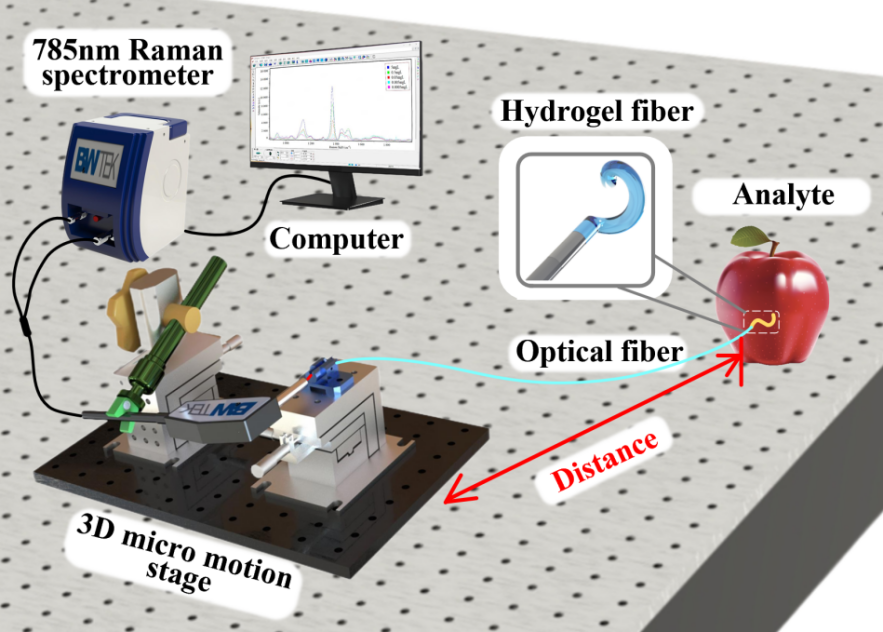 785nm Raman
spectrometer
BWTEK
Computer
Hydrogel fiber
Analyte
Optical fiber
Distance
BWTEK
3D micro motion
stage